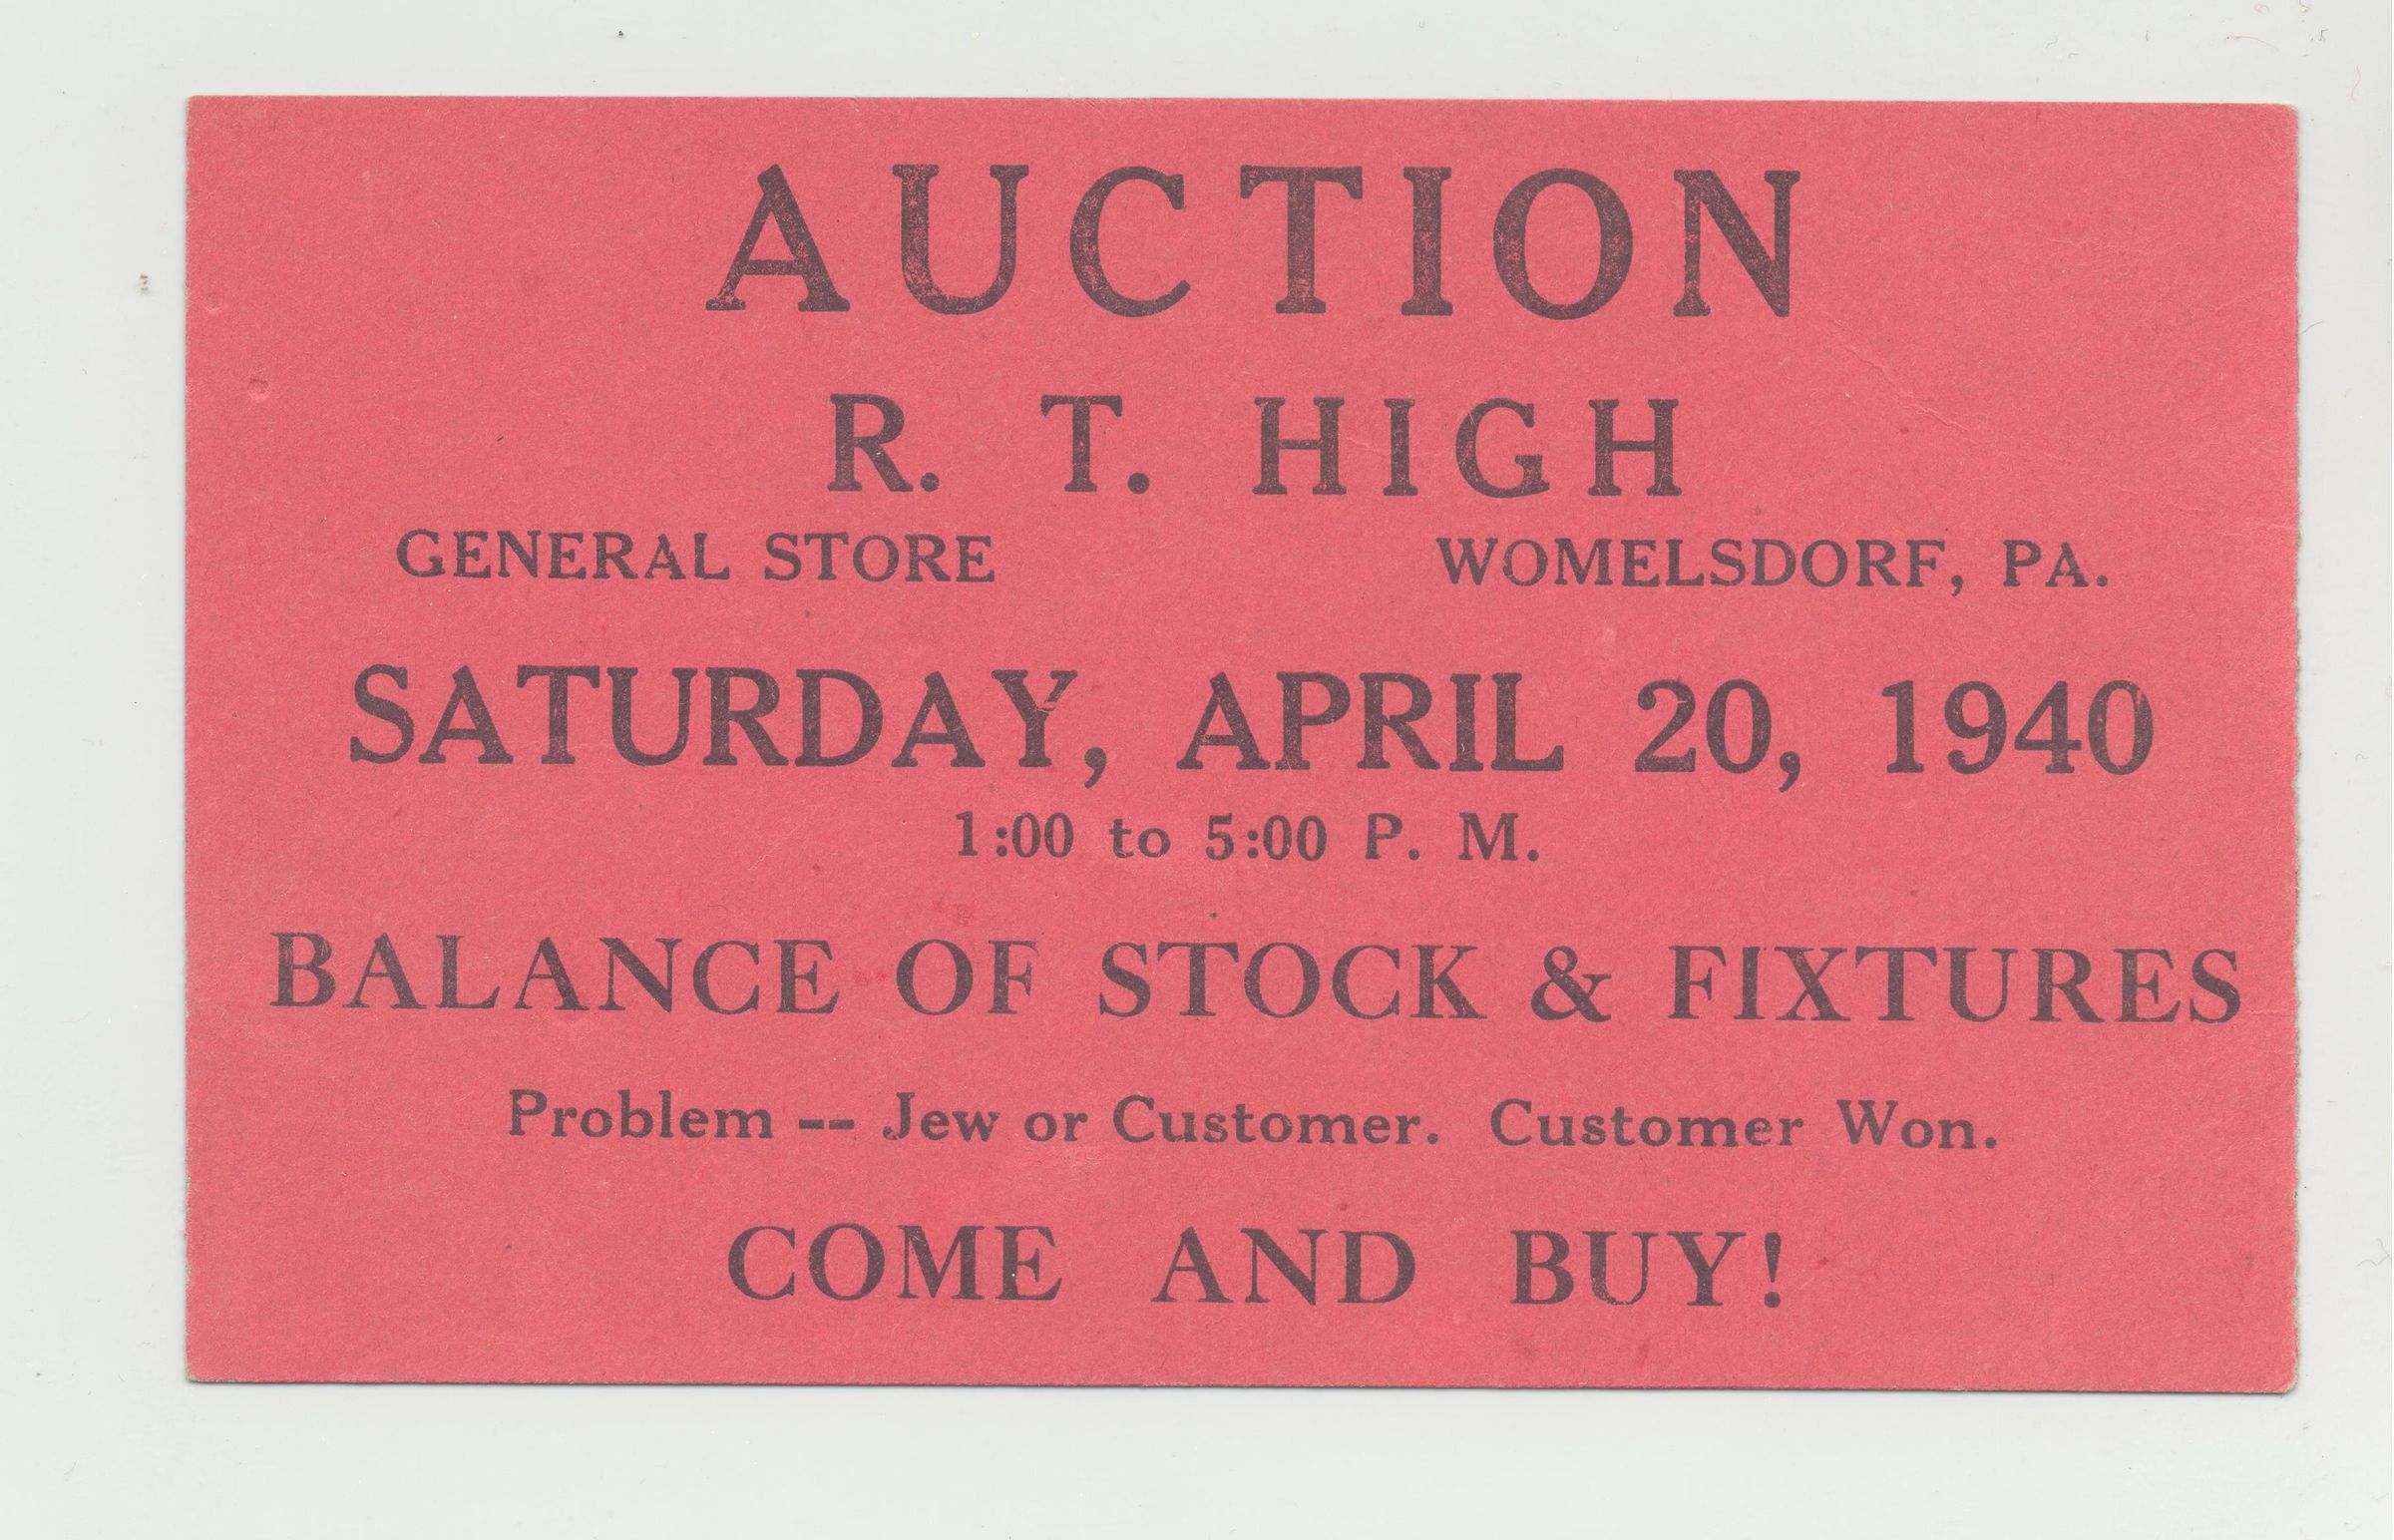 AUCTION
R. T. HIGH
GENERAL STORE WOMELSDORF, PA.
SATURDAY, APRIL 20, 1940
1:00 to 5:00 P. M.
BALANCE OF STOCK & FIXTURES
Problem -- Jew or Customer. Customer Won.
COME AND BUY!